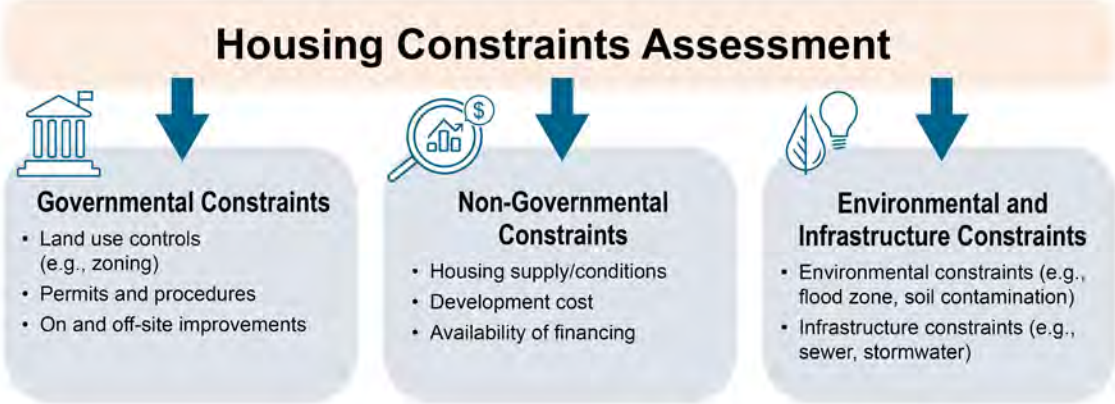 Housing Constraints Assessment
$
Governmental Constraints
• Land use controls
(e.g., zoning)
• Permits and procedures
• On and off-site improvements
Non-Governmental
Constraints
• Housing supply/conditions
• Development cost
• Availability of financing
Environmental and
Infrastructure Constraints
• Environmental constraints (e.g.,
flood zone, soil contamination)
• Infrastructure constraints (e.g.,
sewer, stormwater)